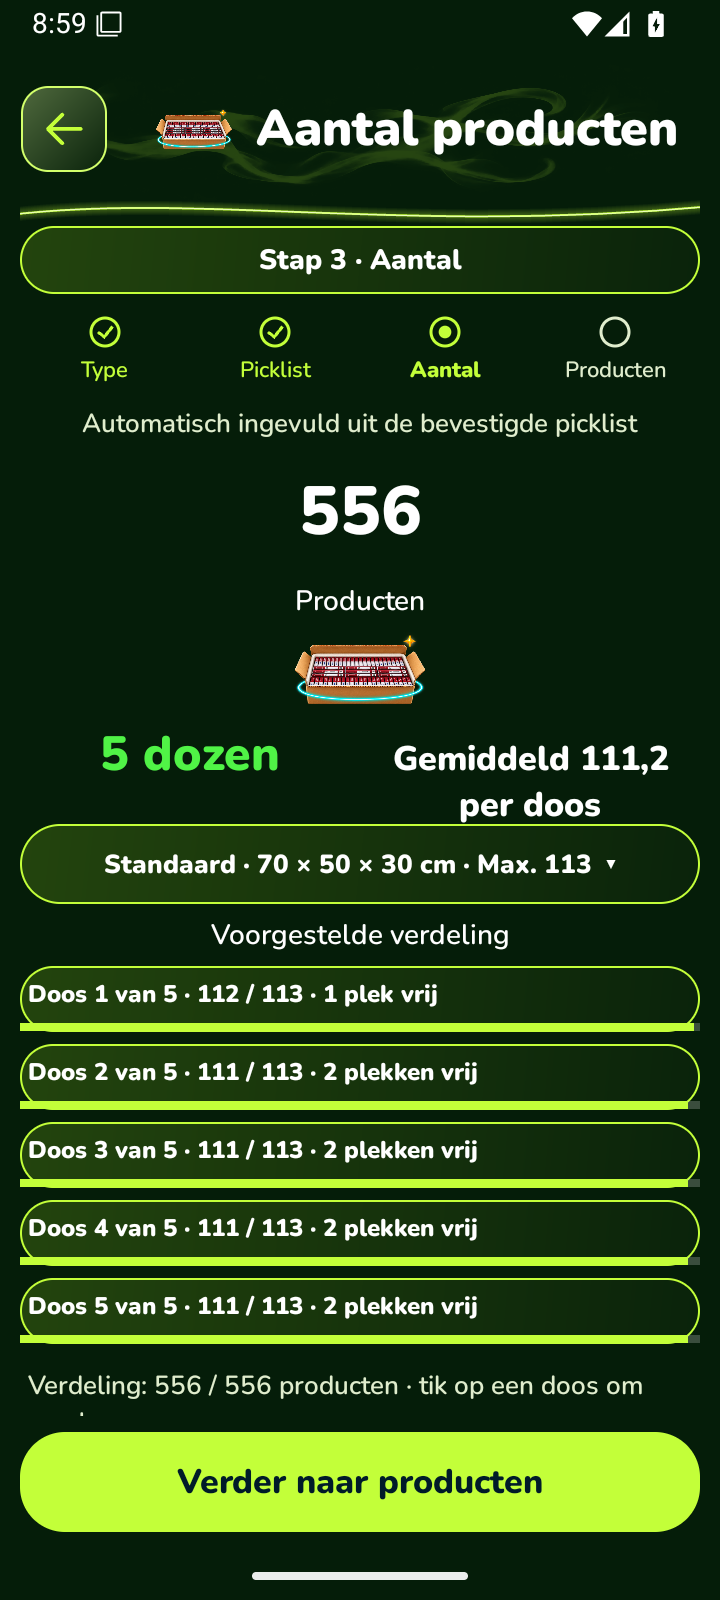 8:59
Aantal producten
Stap 3 · Aantal
Type
Picklist
Aantal
Producten
Automatisch ingevuld uit de bevestigde picklist
556
Producten
5 dozen
Gemiddeld 111,2
per doos
Standaard · 70 × 50 × 30 cm · Max. 113 ▼
Voorgestelde verdeling
Doos 1 van 5 · 112 / 113 · 1 plek vrij
Doos 2 van 5 · 111 / 113 · 2 plekken vrij
Doos 3 van 5 · 111 / 113 · 2 plekken vrij
Doos 4 van 5 · 111 / 113 · 2 plekken vrij
Doos 5 van 5 · 111 / 113 · 2 plekken vrij
Verdeling: 556 / 556 producten · tik op een doos om
Verder naar producten